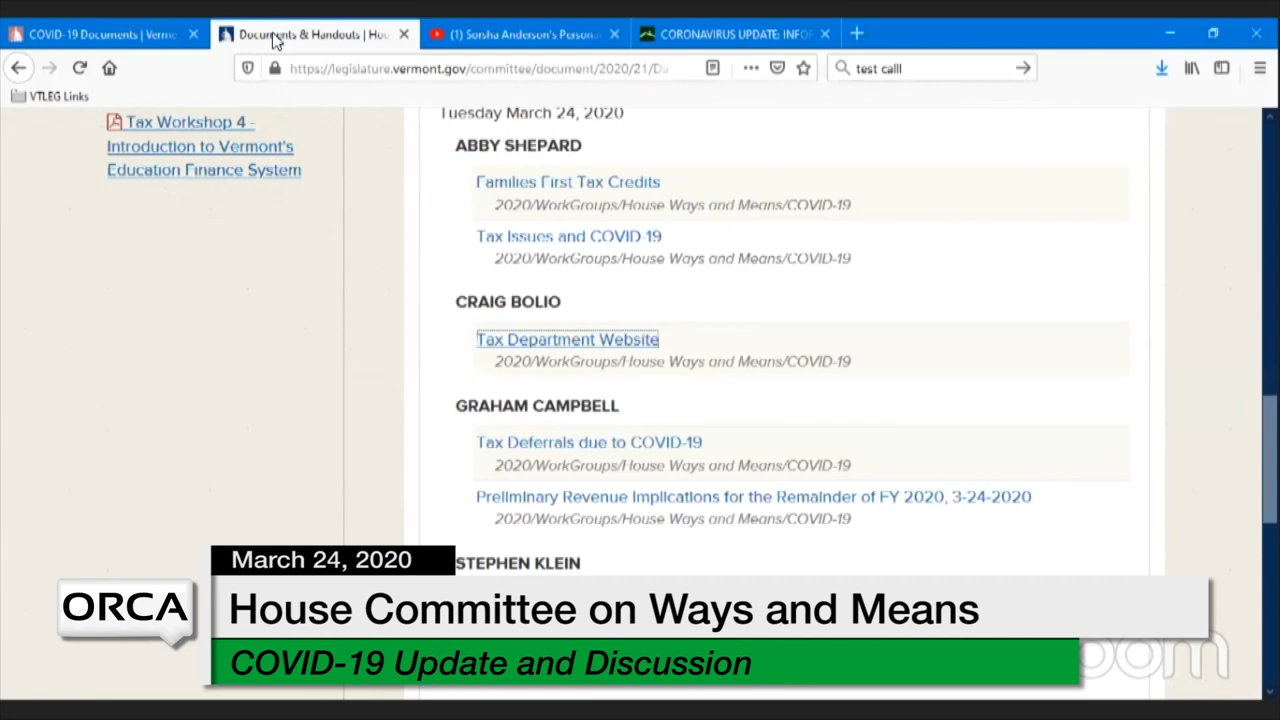 COVID-19 Documents | Vermo
Documents & Handouts | Hou
(1) Sorsha Anderson's Person
CORONAVIRUS UPDATE: INFOR
https://legislature.vermont.gov/committee/document/2020/21/Da
test calll
VTLEG Links
Tax Workshop 4 -
Introduction to Vermont's
Education Finance System
Tuesday March 24, 2020
ABBY SHEPARD
Families First Tax Credits
2020/WorkGroups/House Ways and Means/COVID-19
Tax Issues and COVID-19
2020/WorkGroups/House Ways and Means/COVID-19
CRAIG BOLIO
Tax Department Website
2020/WorkGroups/House Ways and Means/COVID-19
GRAHAM CAMPBELL
Tax Deferrals due to COVID-19
2020/WorkGroups/House Ways and Means/COVID-19
Preliminary Revenue Implications for the Remainder of FY 2020, 3-24-2020
2020/WorkGroups/House Ways and Means/COVID-19
STEPHEN KLEIN
March 24, 2020
ORCA
House Committee on Ways and Means
COVID-19 Update and Discussion
oom